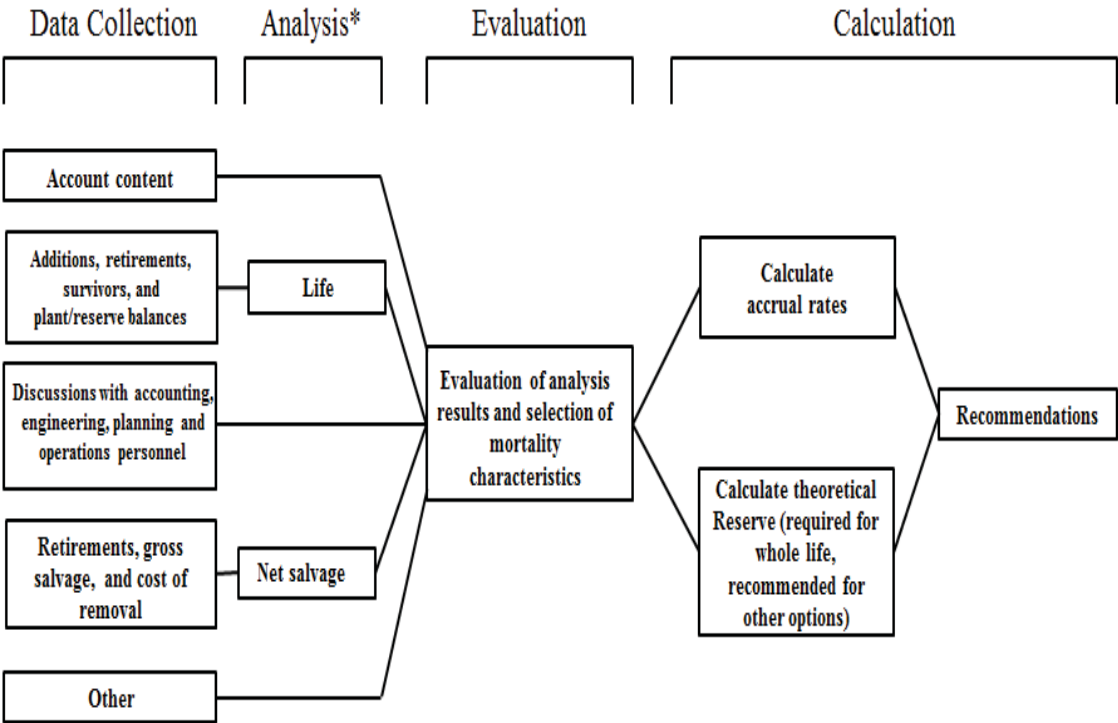 Data Collection
Analysis*
Evaluation
Calculation
Account content
Additions, retirements,
survivors, and
plant/reserve balances
Life
Discussions with accounting,
engineering, planning and
operations personnel
Retirements, gross
salvage, and cost of
removal
Net salvage
Other
Evaluation of analysis
results and selection of
mortality
characteristics
Calculate
accrual rates
Calculate theoretical
Reserve (required for
whole life,
recommended for
other options)
Recommendations